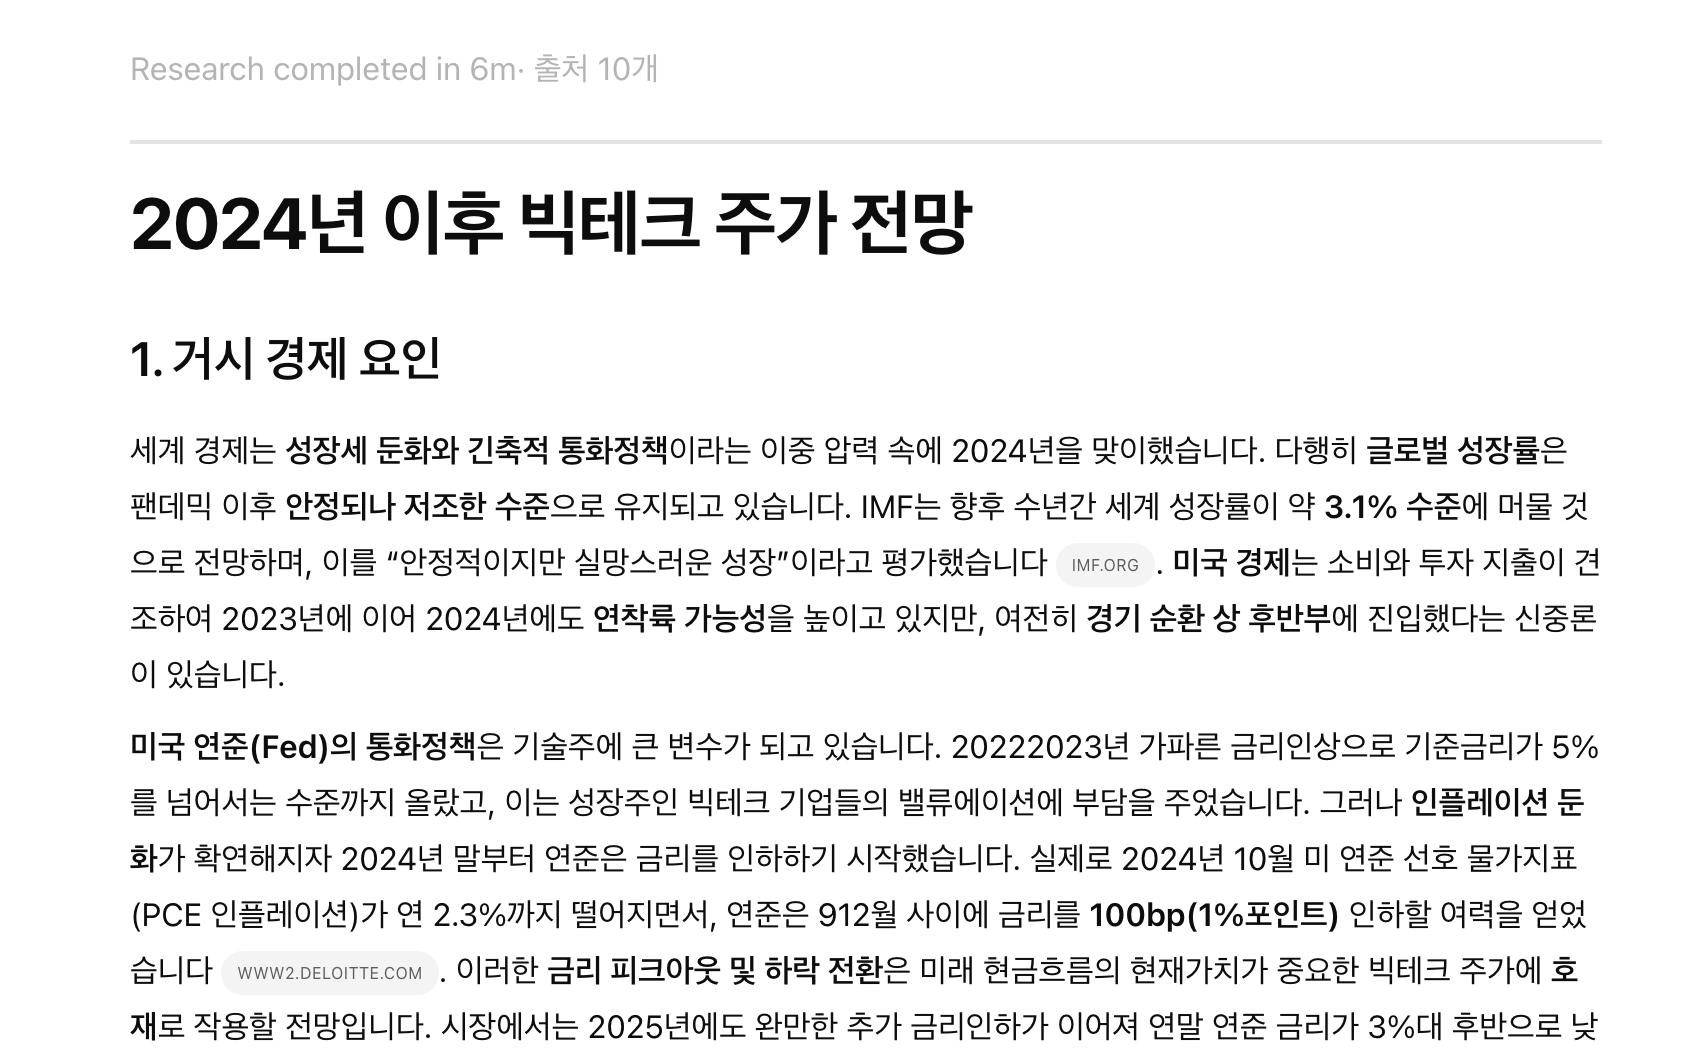 Research completed in 6m· 출처 10개
2024년 이후 빅테크 주가 전망
1. 거시 경제 요인
세계 경제는 성장세 둔화와 긴축적 통화정책이라는 이중 압력 속에 2024년을 맞이했습니다. 다행히 글로벌 성장률은
팬데믹 이후 안정되나 저조한 수준으로 유지되고 있습니다. IMF는 향후 수년간 세계 성장률이 약 3.1% 수준에 머물 것
으로 전망하며, 이를 “안정적이지만 실망스러운 성장”이라고 평가했습니다 IMF.ORG . 미국 경제는 소비와 투자 지출이 견
조하여 2023년에 이어 2024년에도 연착륙 가능성을 높이고 있지만, 여전히 경기 순환 상 후반부에 진입했다는 신중론
이 있습니다.
미국 연준(Fed)의 통화정책은 기술주에 큰 변수가 되고 있습니다. 20222023년 가파른 금리인상으로 기준금리가 5%
를 넘어서는 수준까지 올랐고, 이는 성장주인 빅테크 기업들의 밸류에이션에 부담을 주었습니다. 그러나 인플레이션 둔
화가 확연해지자 2024년 말부터 연준은 금리를 인하하기 시작했습니다. 실제로 2024년 10월 미 연준 선호 물가지표
(PCE 인플레이션)가 연 2.3%까지 떨어지면서, 연준은 912월 사이에 금리를 100bp(1%포인트) 인하할 여력을 얻었
습니다 WWW2.DELOITTE.COM . 이러한 금리 피크아웃 및 하락 전환은 미래 현금흐름의 현재가치가 중요한 빅테크 주가에 호
재로 작용할 전망입니다. 시장에서는 2025년에도 완만한 추가 금리인하가 이어져 연말 연준 금리가 3%대 후반으로 낮